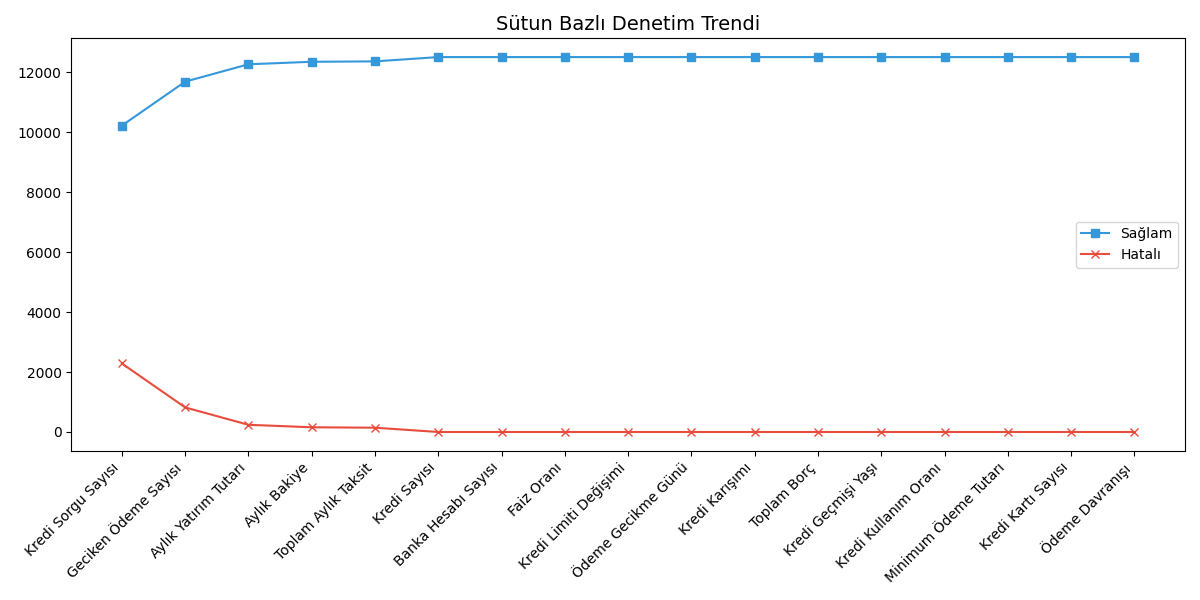 Sütun Bazlı Denetim Trendi
12000
10000
8000
6000
4000
2000
0
Sağlam
Hatalı
Kredi Sorgu Sayısı
Geciken Ödeme Sayısı
Aylık Yatırım Tutarı
Aylık Bakiye
Toplam Aylık Taksit
Kredi Sayısı
Banka Hesabı Sayısı
Faiz Oranı
Kredi Limiti Değişimi
Ödeme Gecikme Günü
Kredi Karışımı
Toplam Borç
Kredi Geçmişi Yaşı
Kredi Kullanım Oranı
Minimum Ödeme Tutarı
Kredi Kartı Sayısı
Ödeme Davranışı